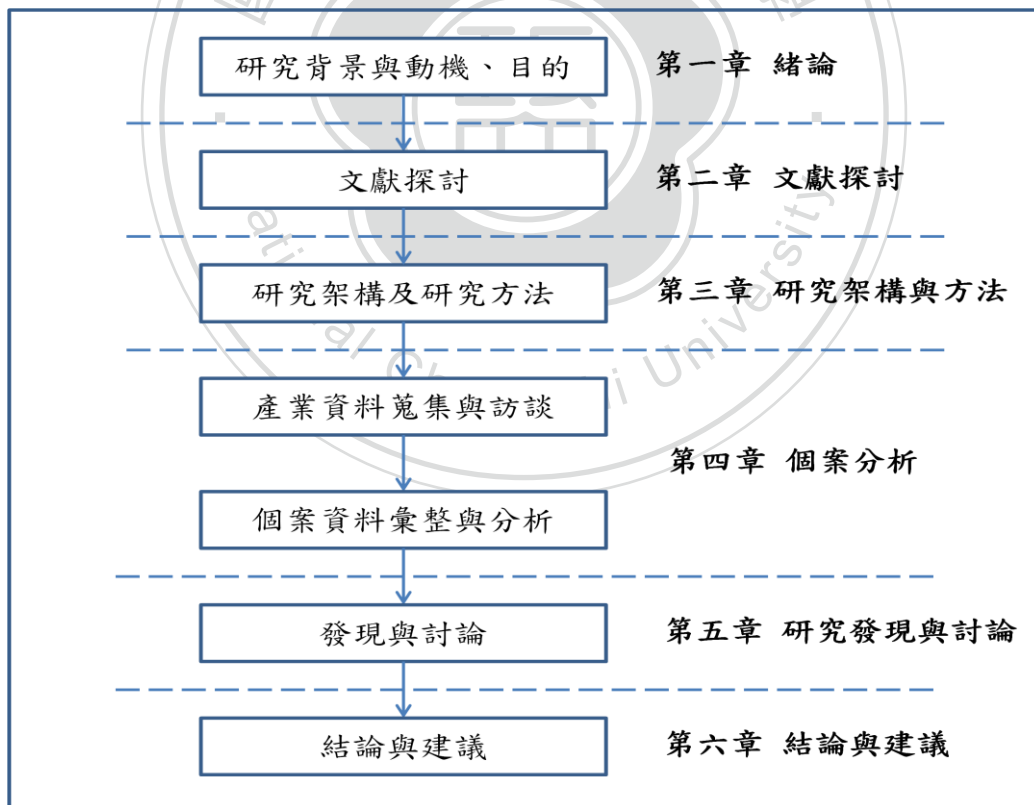 研究背景與動機、目的
第一章 緒論
文獻探討
第二章 文獻探討
研究架構及研究方法
第三章 研究架構與方法
產業資料蒐集與訪談
第四章 個案分析
個案資料彙整與分析
發現與討論
第五章 研究發現與討論
結論與建議
第六章 結論與建議
University